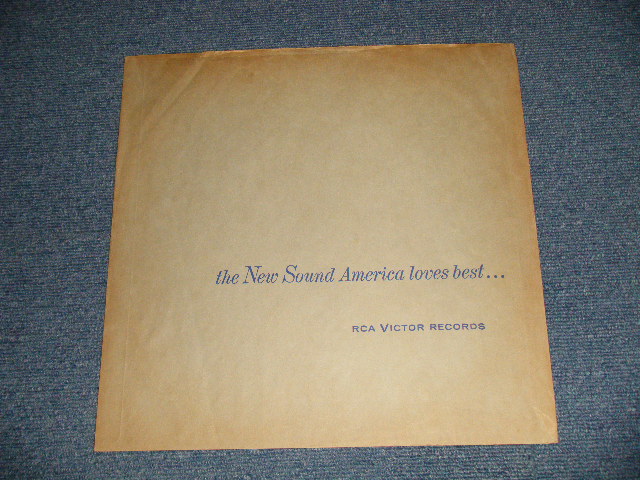 the New Sound America loves best...
RCA VICTOR RECORDS